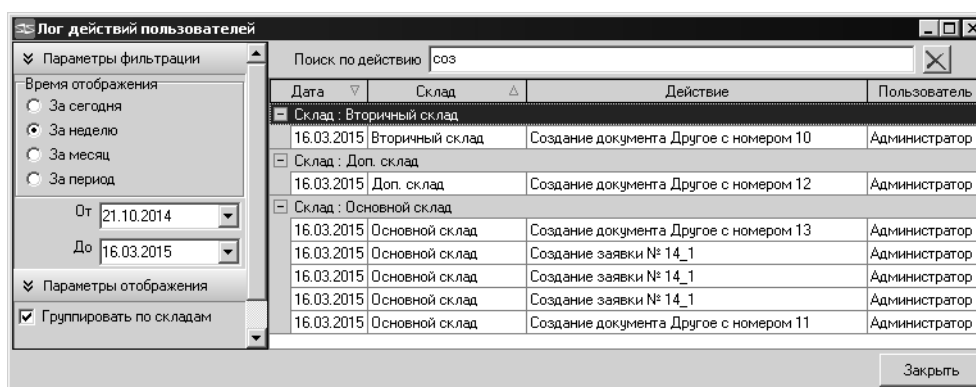 Лог действий пользователей
Параметры фильтрации
Время отображения
За сегодня
За неделю
За месяц
За период
От 21.10.2014
До 16.03.2015
Параметры отображения
Группировать по складам
Поиск по действию соз
Дата Склад Действие Пользователь
Склад : Вторичный склад
16.03.2015 Вторичный склад Создание документа Другое с номером 10 Администратор
Склад : Доп. склад
16.03.2015 Доп. склад Создание документа Другое с номером 12 Администратор
Склад : Основной склад
16.03.2015 Основной склад Создание документа Другое с номером 13 Администратор
16.03.2015 Основной склад Создание заявки № 14_1 Администратор
16.03.2015 Основной склад Создание заявки № 14_1 Администратор
16.03.2015 Основной склад Создание заявки № 14_1 Администратор
16.03.2015 Основной склад Создание документа Другое с номером 11 Администратор
Закрыть